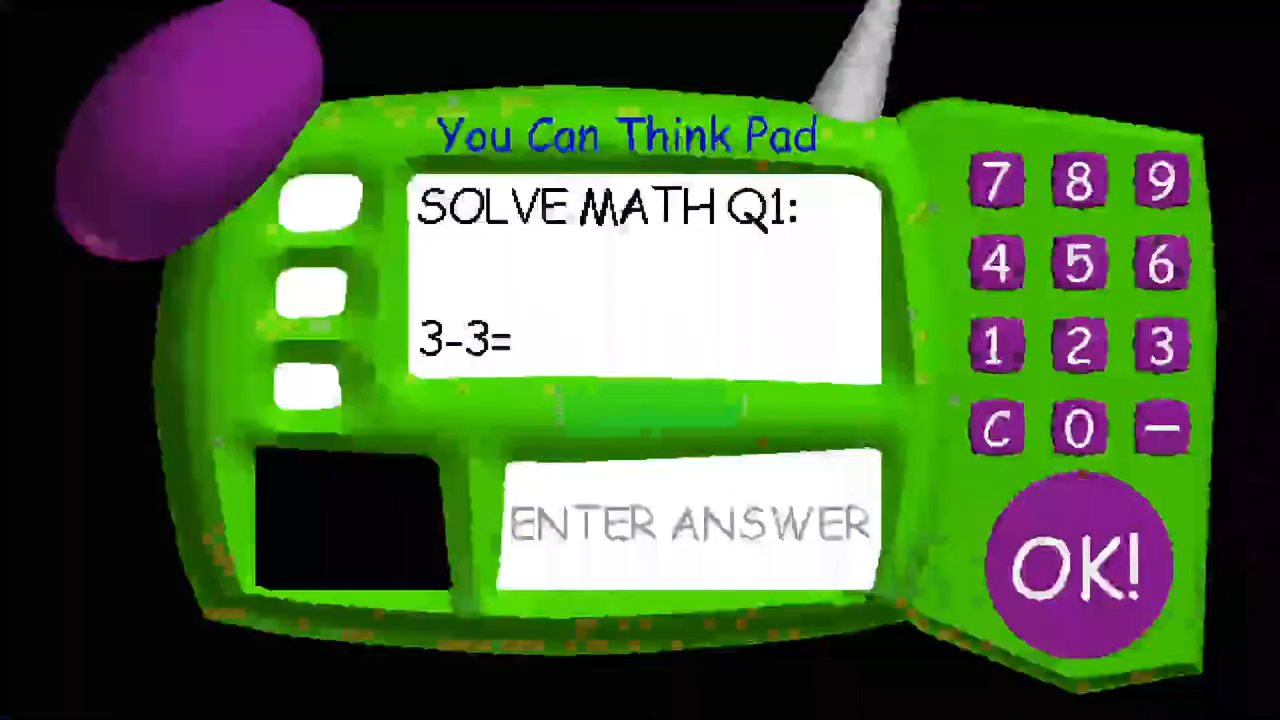 You Can Think Pad
SOLVE MATH Q1:
3-3=
ENTER ANSWER
7 8 9
4 5 6
1 2 3
C 0 -
OK!